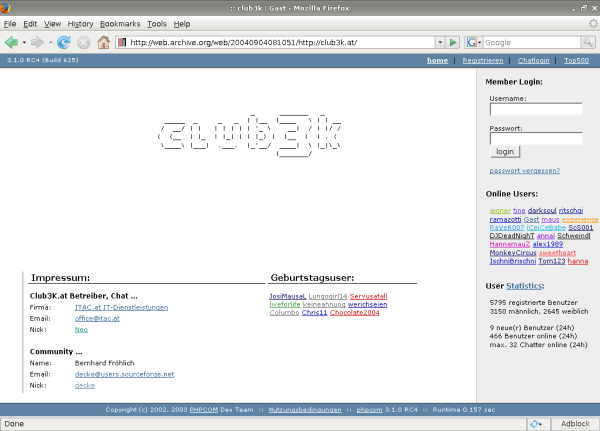 :: club3k | Gast - Mozilla Firefox
File Edit View History Bookmarks Tools Help
http://web.archive.org/web/20040904081051/http://club3k.at/
Google
3.1.0 RC4 (Build 625)
home | Registrieren | Chatlogin | Top500
club3k
Member Login:
Username:
Passwort:
login
passwort vergessen?
Online Users:
aigner fine darksoul ritschgi
ramazotti Gast maus experience
RaVeR007 iCeiCeBabe ScS001
DJDeadNighT annal Schweindl
HannamauZ alex1989
MonkeyCircus sweetheart
IschniBrischni Tom123 hanna
User Statistics:
5795 registrierte Benutzer
3150 männlich, 2645 weiblich
9 neue(r) Benutzer (24h)
466 Benutzer online (24h)
max. 32 Chatter online (24h)
Impressum:
Club3K.at Betreiber, Chat ...
Firma: ITAC.at IT-Dienstleistungen
Email: office@itac.at
Nick: Neo
Community ...
Name: Bernhard Fröhlich
Email: decke@users.sourceforge.net
Nick: decke
Geburtstagsuser:
JosiMausaL Lungogirl14 Servusatall
liveforlife keineahnung werichseien
Columbo Chris11 Chocolate2004
Copyright (c) 2002, 2003 PHPCOM Dev Team :: Nutzungsbedingungen :: phpcom 3.1.0 RC4 :: Runtime 0.157 sec
Done
Adblock